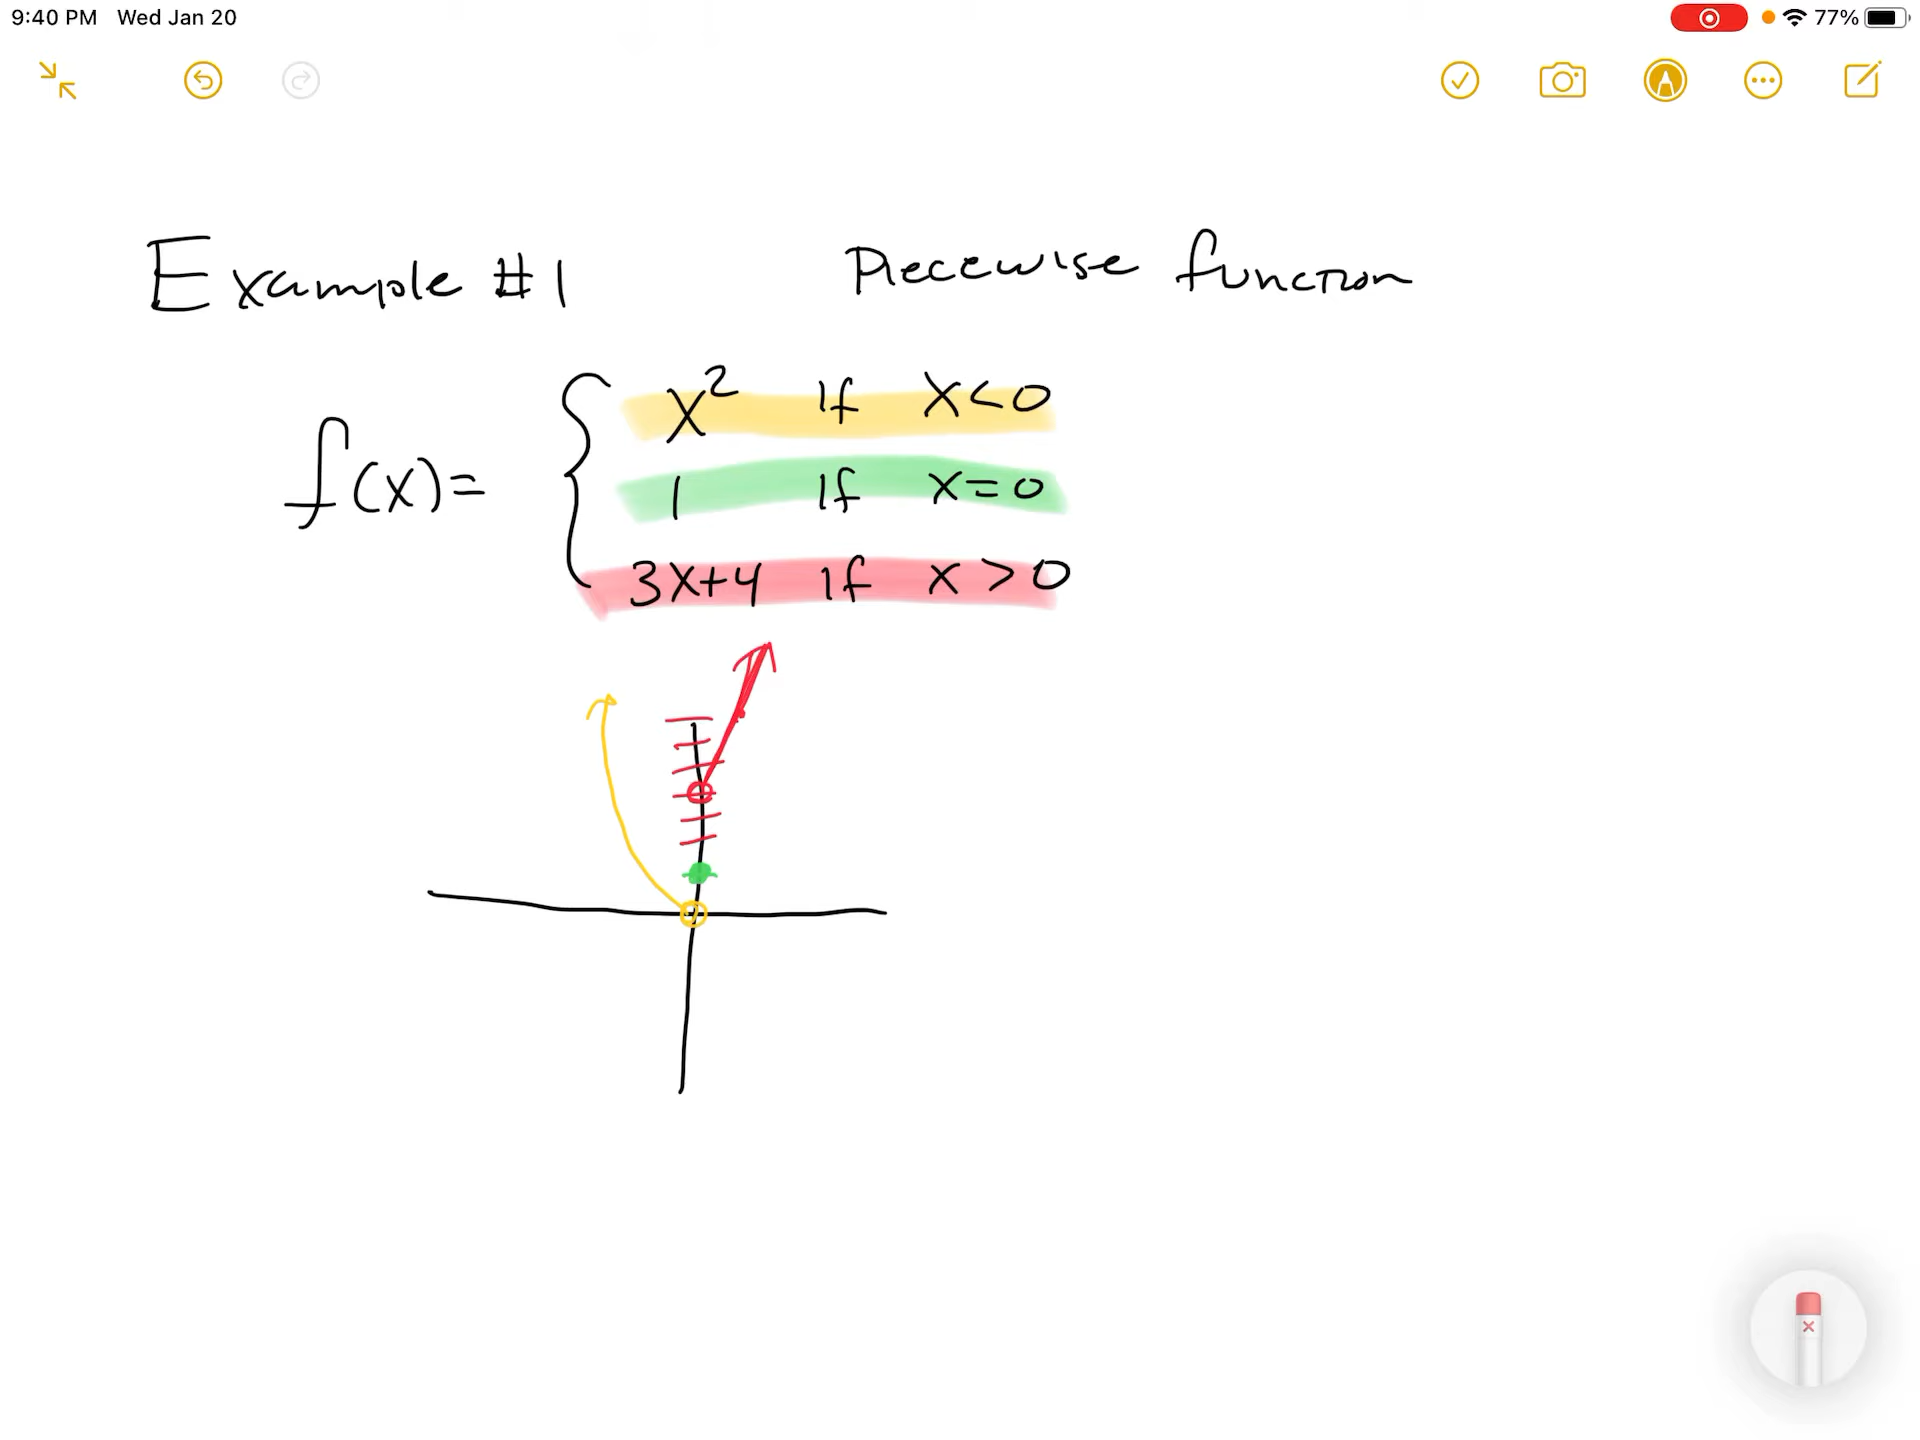 9:40 PM Wed Jan 20 77%
Example #1 Piecewise function
x² if x<0
f(x)= { 1 if x=0
3x+4 if x>0